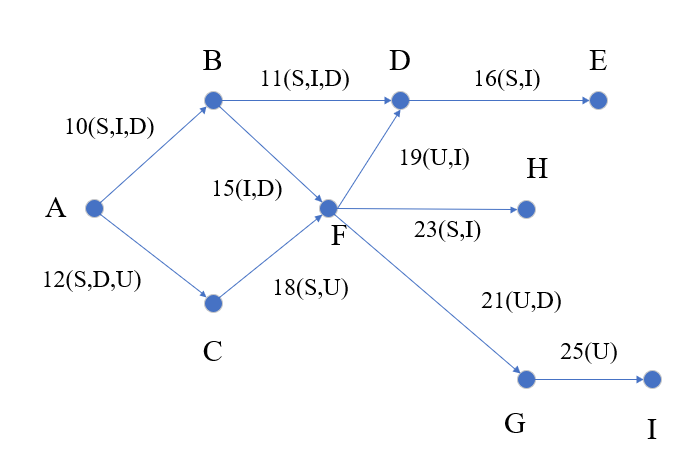 B
D
E
11(S,I,D)
16(S,I)
10(S,I,D)
19(U,I)
H
15(I,D)
A
F
23(S,I)
12(S,D,U)
18(S,U)
21(U,D)
C
25(U)
G
I